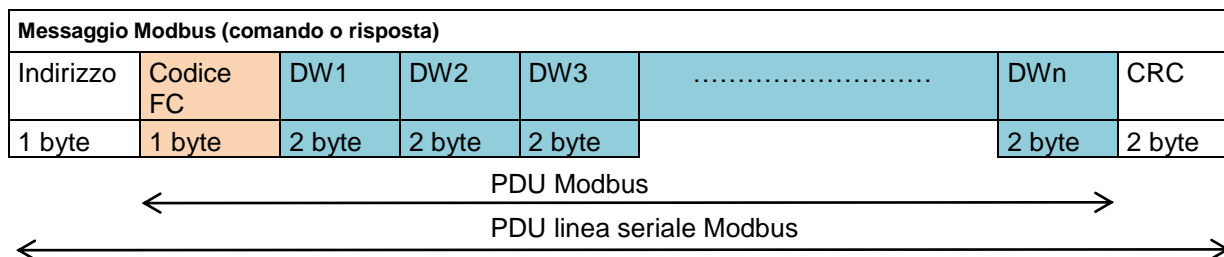 Messaggio Modbus (comando o risposta)
Indirizzo Codice FC DW1 DW2 DW3 ……………………… DWn CRC
1 byte 1 byte 2 byte 2 byte 2 byte 2 byte 2 byte
PDU Modbus
PDU linea seriale Modbus